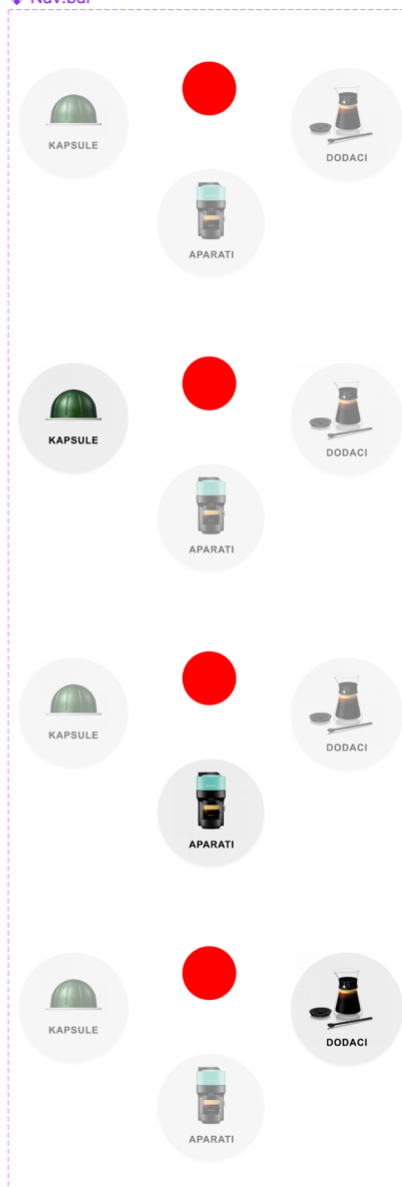 Nav.bar
KAPSULE
DODACI
APARATI
KAPSULE
DODACI
APARATI
KAPSULE
DODACI
APARATI
KAPSULE
DODACI
APARATI